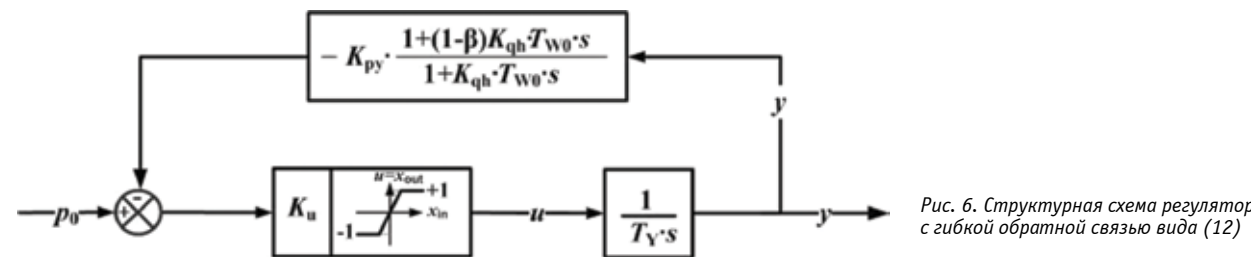 − K_py · (1+(1-β)K_qh·T_W0·s) / (1+K_qh·T_W0·s)
y
−
+
p_0
K_u
u=x_out
+1
x_in
-1
u
1 / (T_Y·s)
y
Рис. 6. Структурная схема регулятор
с гибкой обратной связью вида (12)